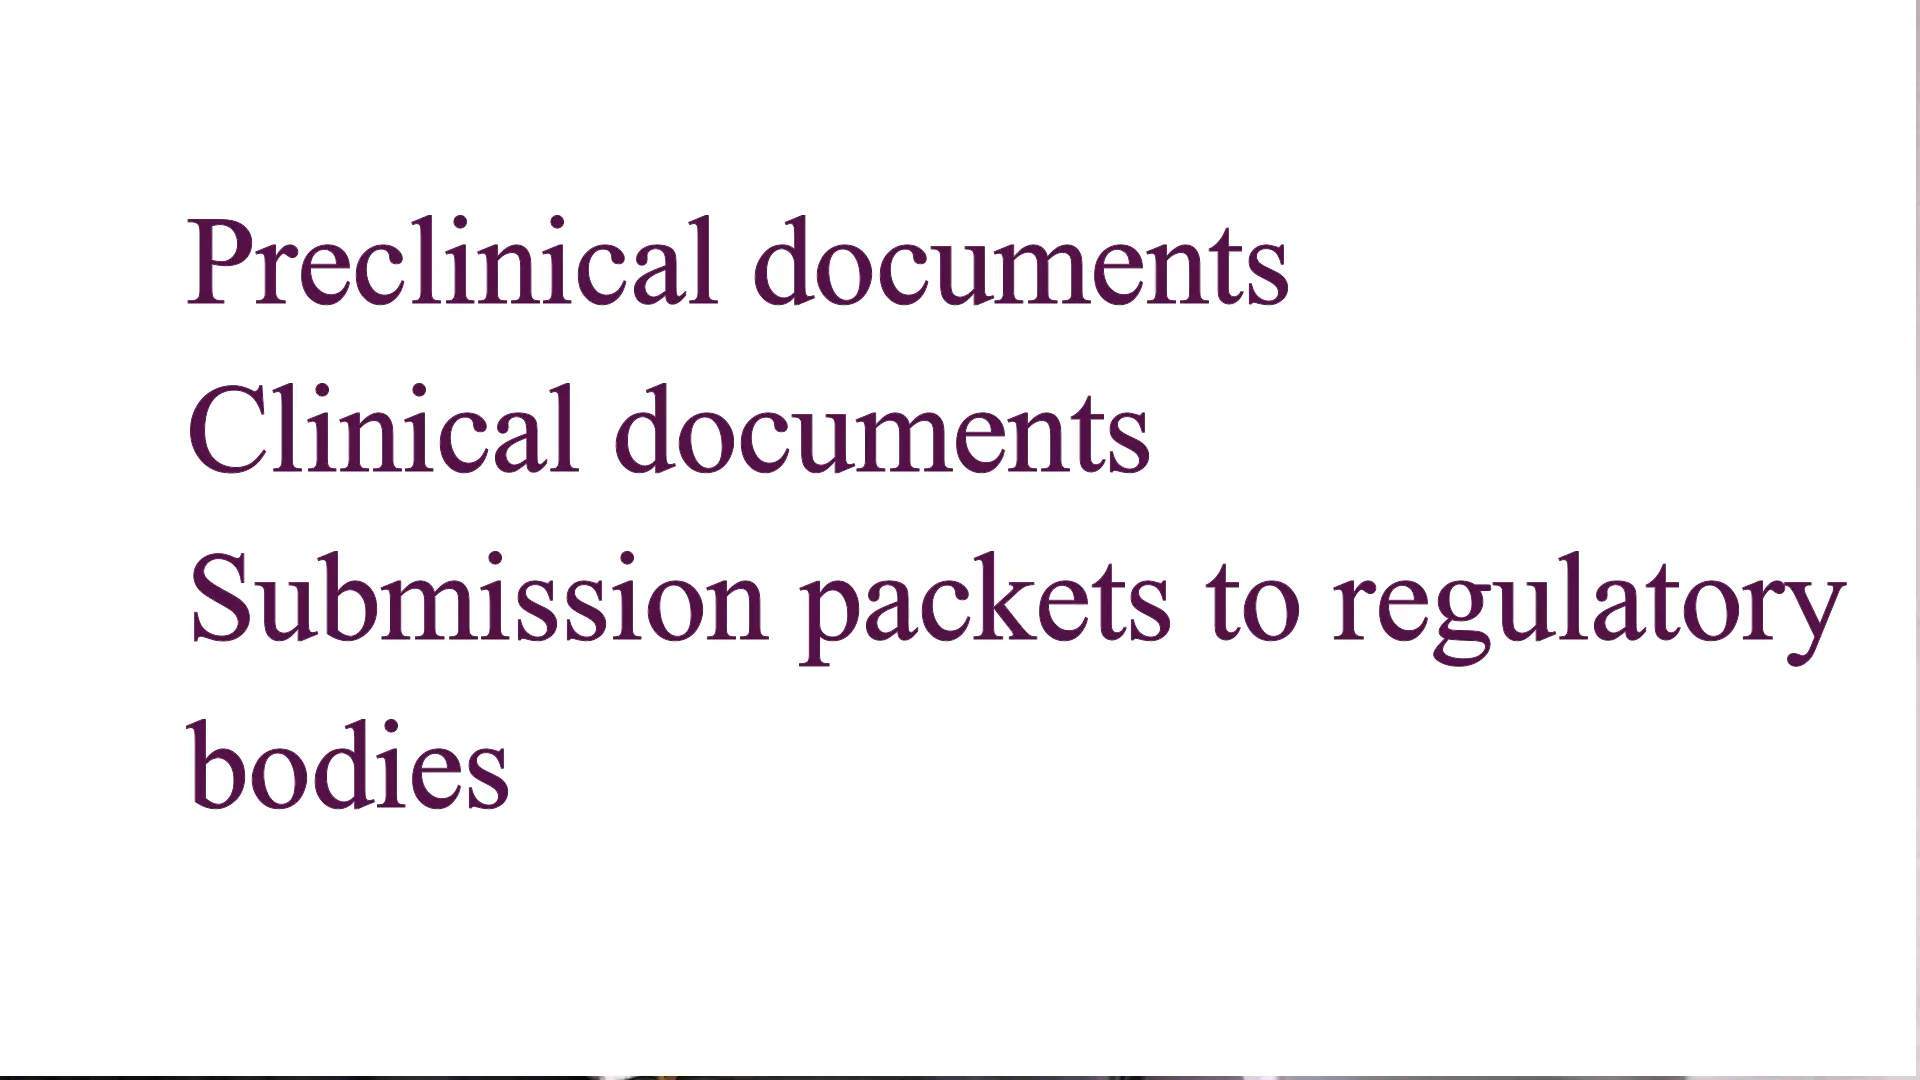 Preclinical documents
Clinical documents
Submission packets to regulatory
bodies